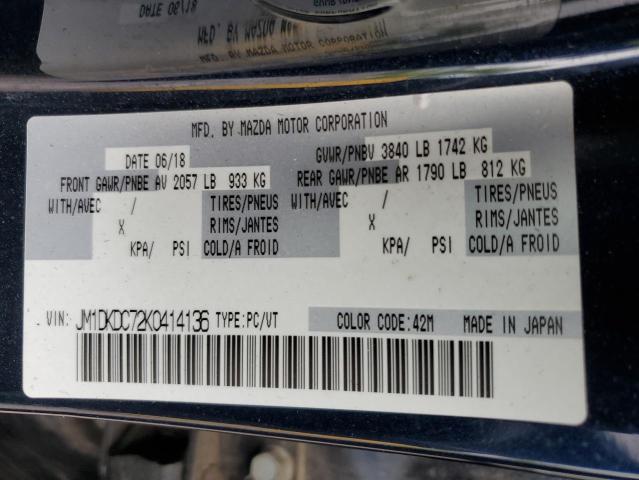 MFD. BY MAZDA MOTOR CORPORATION
DATE 06/18 GVWR/PNBV 3840 LB 1742 KG
FRONT GAWR/PNBE AV 2057 LB 933 KG REAR GAWR/PNBE AR 1790 LB 812 KG
WITH/AVEC / TIRES/PNEUS WITH/AVEC / TIRES/PNEUS
X RIMS/JANTES X RIMS/JANTES
KPA/ PSI COLD/A FROID KPA/ PSI COLD/A FROID
VIN: JM1DKDC72K0414136 TYPE:PC/VT COLOR CODE:42M MADE IN JAPAN